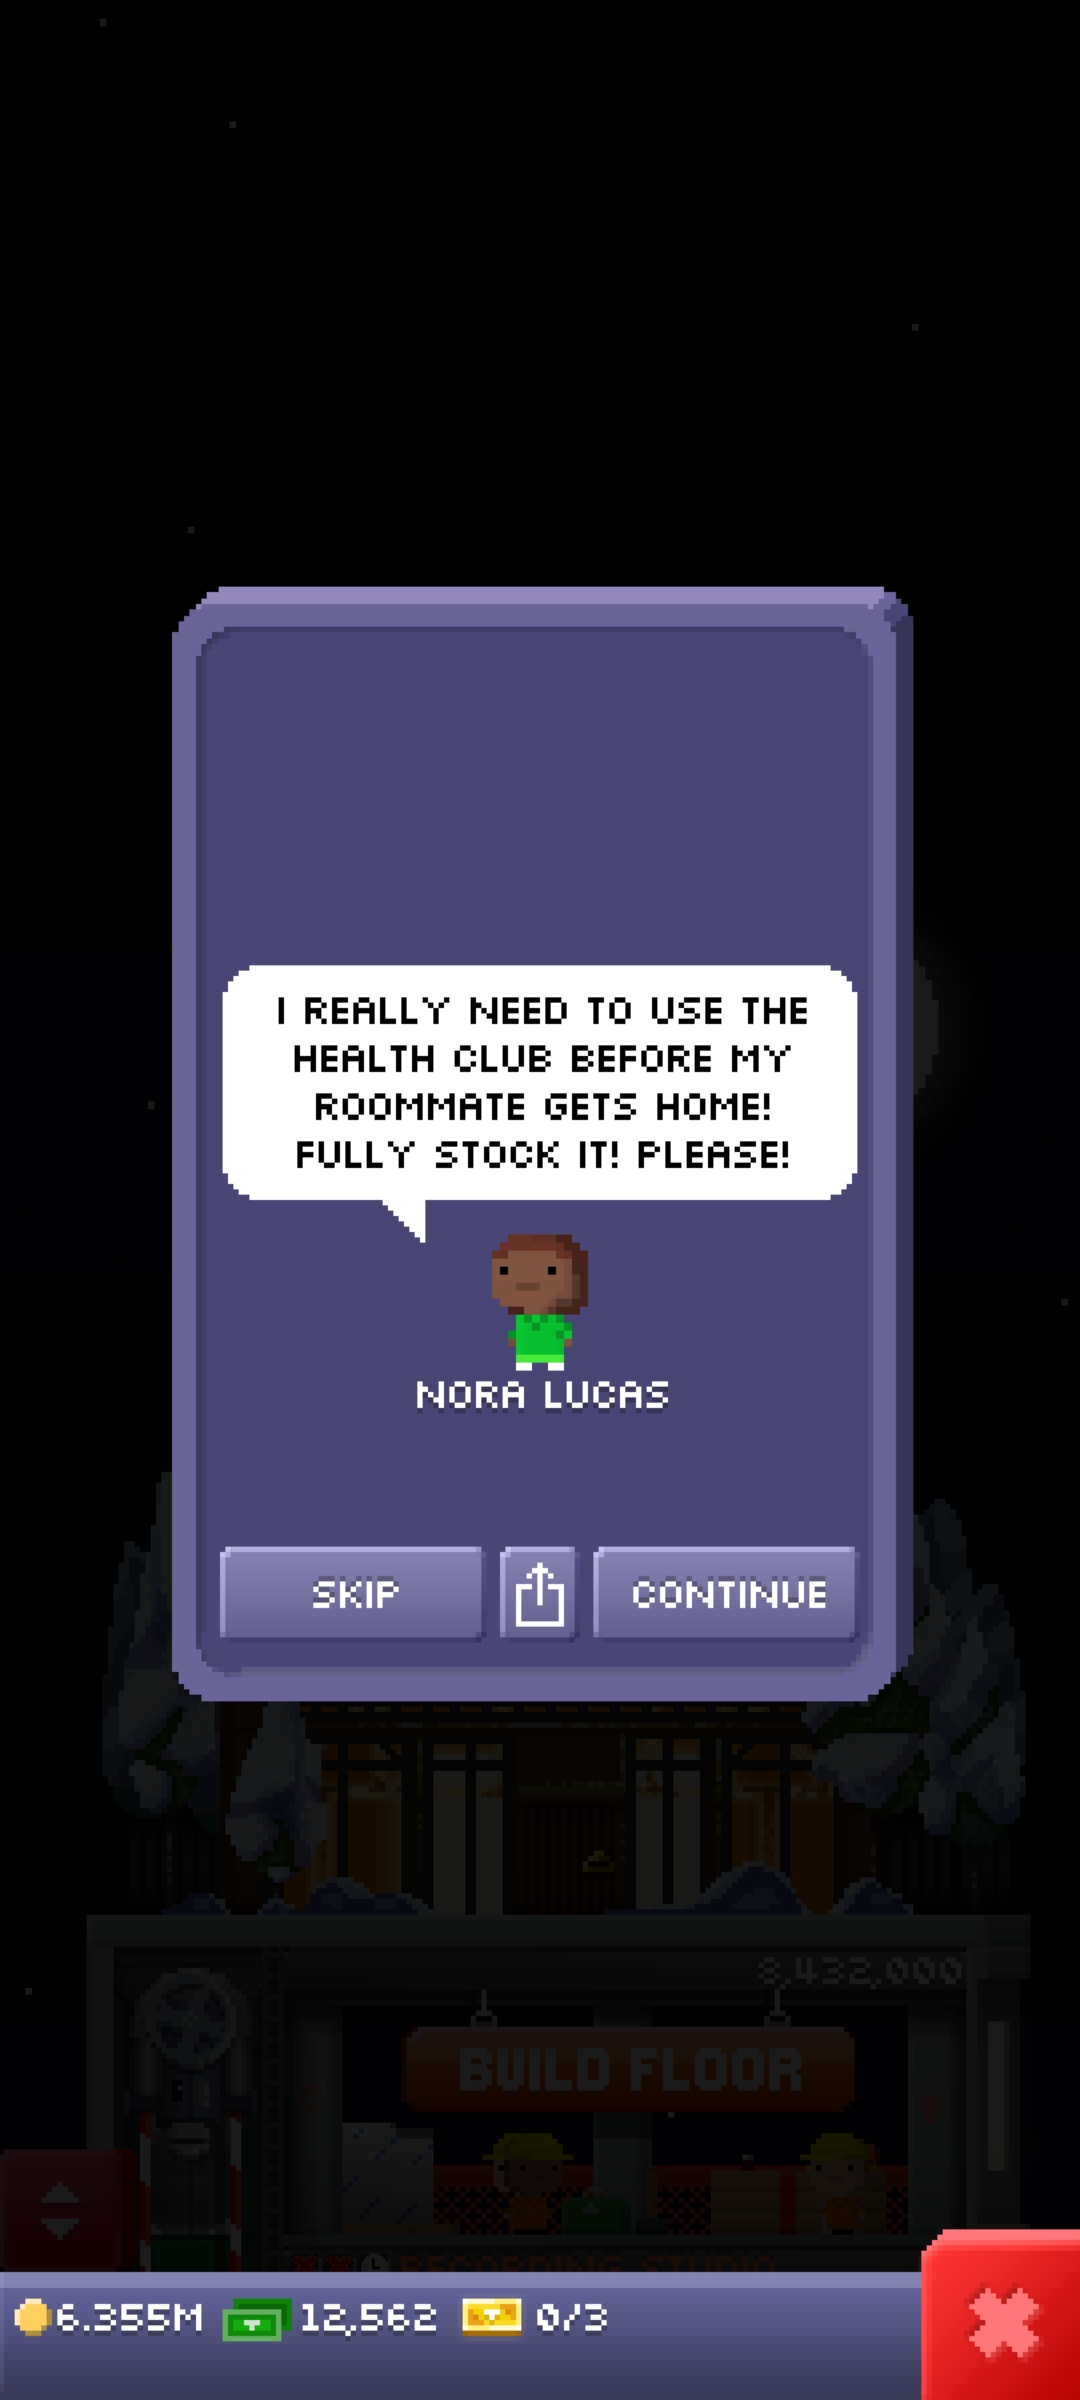 I REALLY NEED TO USE THE
HEALTH CLUB BEFORE MY
ROOMMATE GETS HOME!
FULLY STOCK IT! PLEASE!
NORA LUCAS
SKIP
CONTINUE
8,432,000
BUILD FLOOR
RECORDING STUDIO
6.355M 12,562 0/3